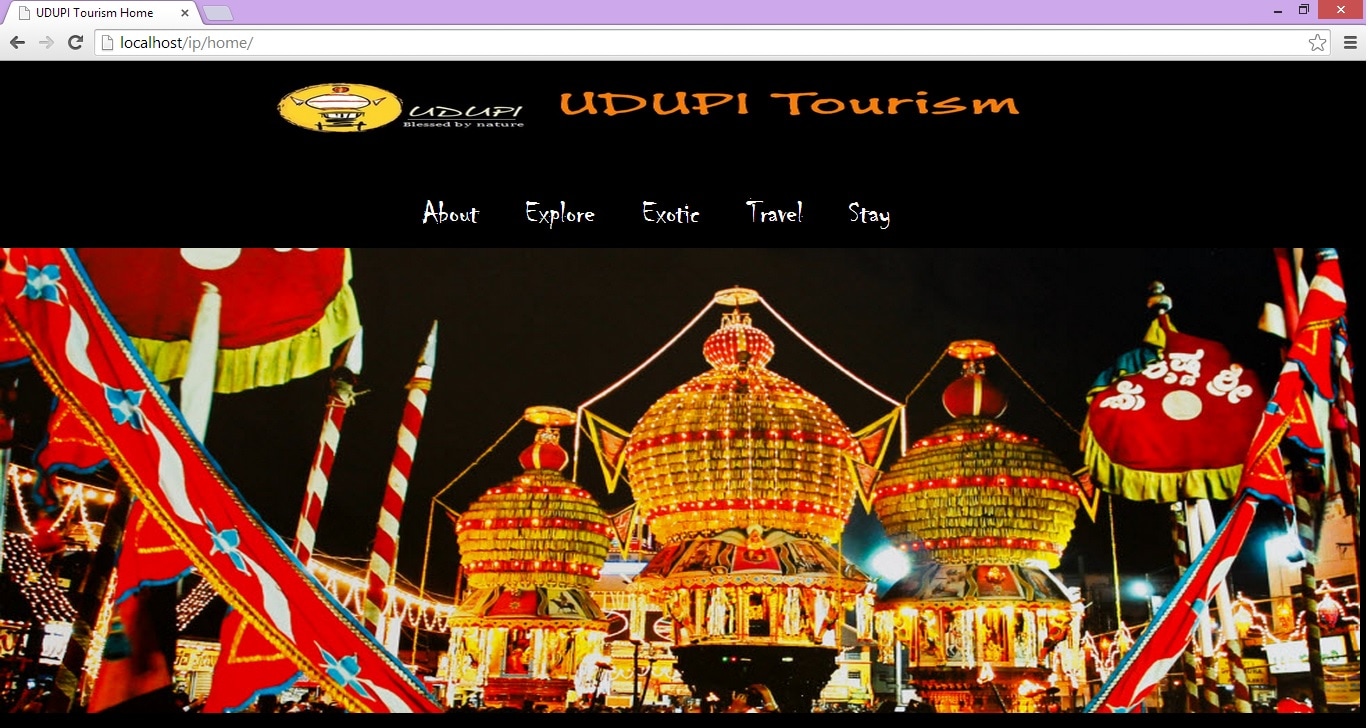 UDUPI Tourism Home
localhost/ip/home/
UDUPI
Blessed by nature
UDUPI Tourism
About Explore Exotic Travel Stay